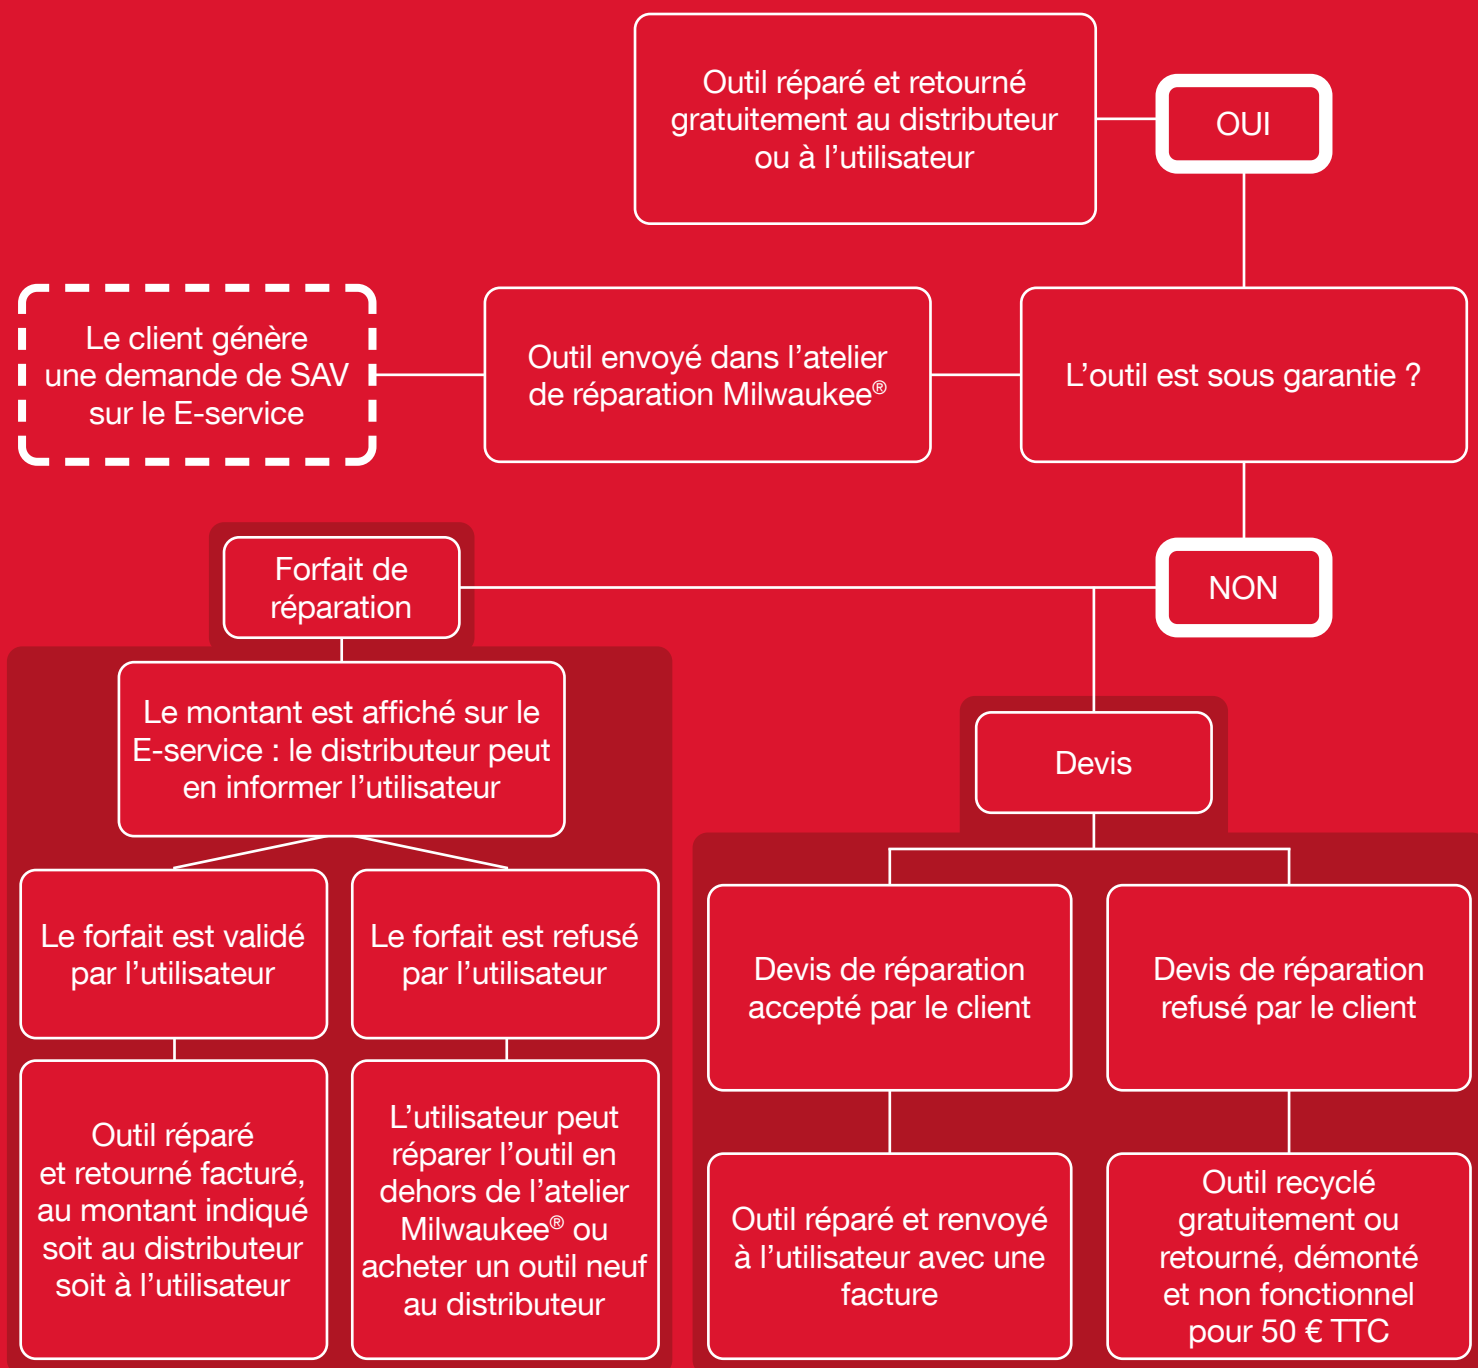 Outil réparé et retourné
gratuitement au distributeur
ou à l’utilisateur
OUI
Le client génère
une demande de SAV
sur le E-service
Outil envoyé dans l’atelier
de réparation Milwaukee®
L’outil est sous garantie ?
Forfait de
réparation
NON
Le montant est affiché sur le
E-service : le distributeur peut
en informer l’utilisateur
Devis
Le forfait est validé
par l’utilisateur
Le forfait est refusé
par l’utilisateur
Devis de réparation
accepté par le client
Devis de réparation
refusé par le client
Outil réparé
et retourné facturé,
au montant indiqué
soit au distributeur
soit à l’utilisateur
L’utilisateur peut
réparer l’outil en
dehors de l’atelier
Milwaukee® ou
acheter un outil neuf
au distributeur
Outil réparé et renvoyé
à l’utilisateur avec une
facture
Outil recyclé
gratuitement ou
retourné, démonté
et non fonctionnel
pour 50 € TTC